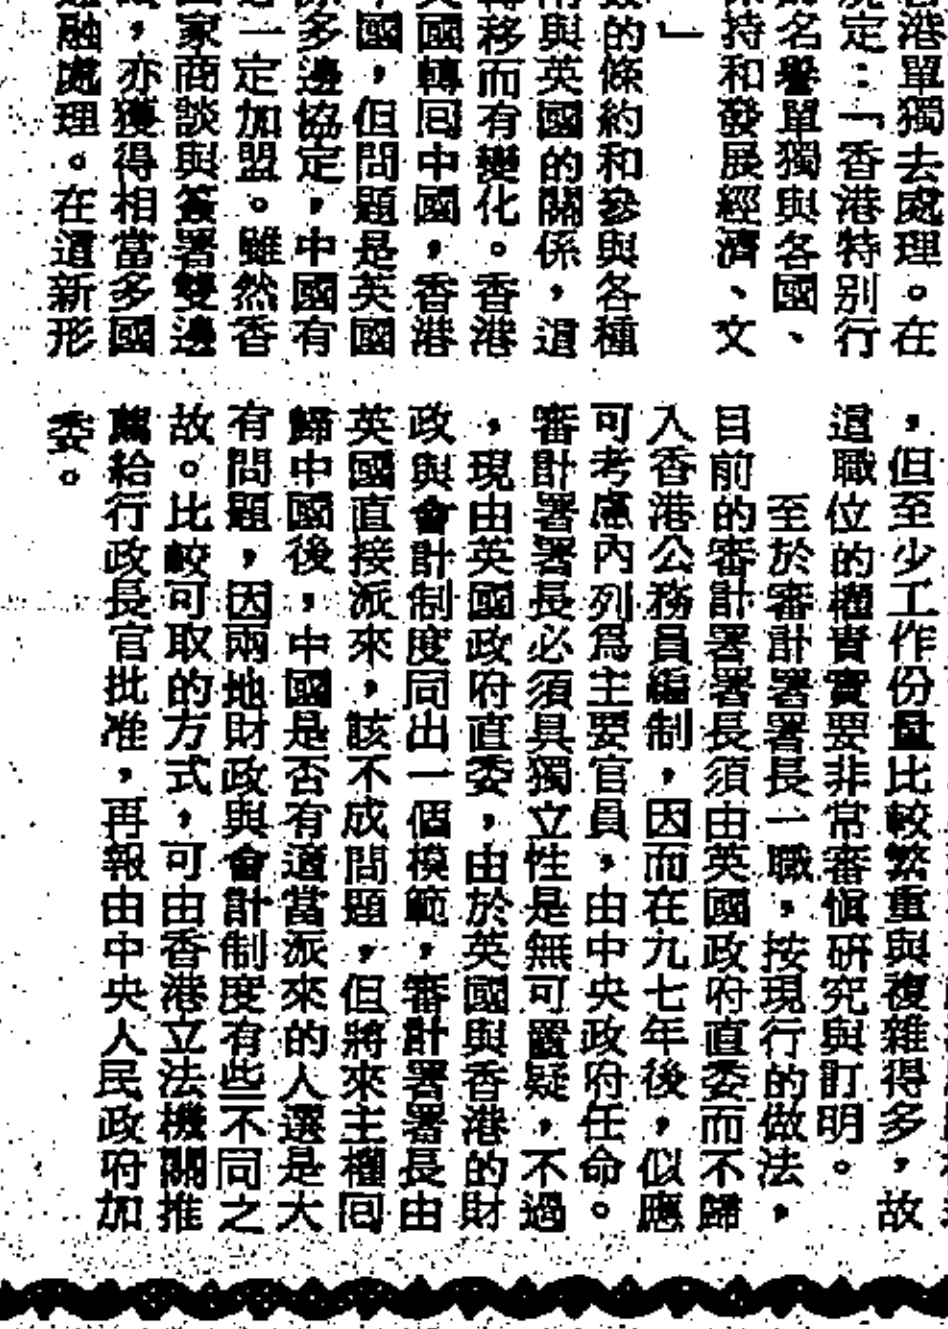 香港單獨去處理。在
定：「香港特別行
名譽單獨與各國、
持和發展經濟、文
」
的條約和參與各種
與英國的關係，這
移而有變化。香港
國轉囘中國，香港
國，但問題是英國
多邊協定，中國有
一定加盟。雖然香
家商談與簽署雙邊
，亦獲得相當多國
融處理。在這新形
，但至少工作份量比較繁重與複雜得多，故
這職位的權責實要非常審慎研究與訂明。
至於審計署署長一職，按現行的做法，
目前的審計署署長須由英國政府直委而不歸
入香港公務員編制，因而在九七年後，似應
可考慮內列爲主要官員，由中央政府任命。
審計署署長必須具獨立性是無可置疑，不過
，現由英國政府直委，由於英國與香港的財
政與會計制度同出一個模範，審計署署長由
英國直接派來，該不成問題，但將來主權囘
歸中國後，中國是否有適當派來的人選是大
有問題，因兩地財政與會計制度有些不同之
故。比較可取的方式，可由香港立法機關推
薦給行政長官批准，再報由中央人民政府加
委。